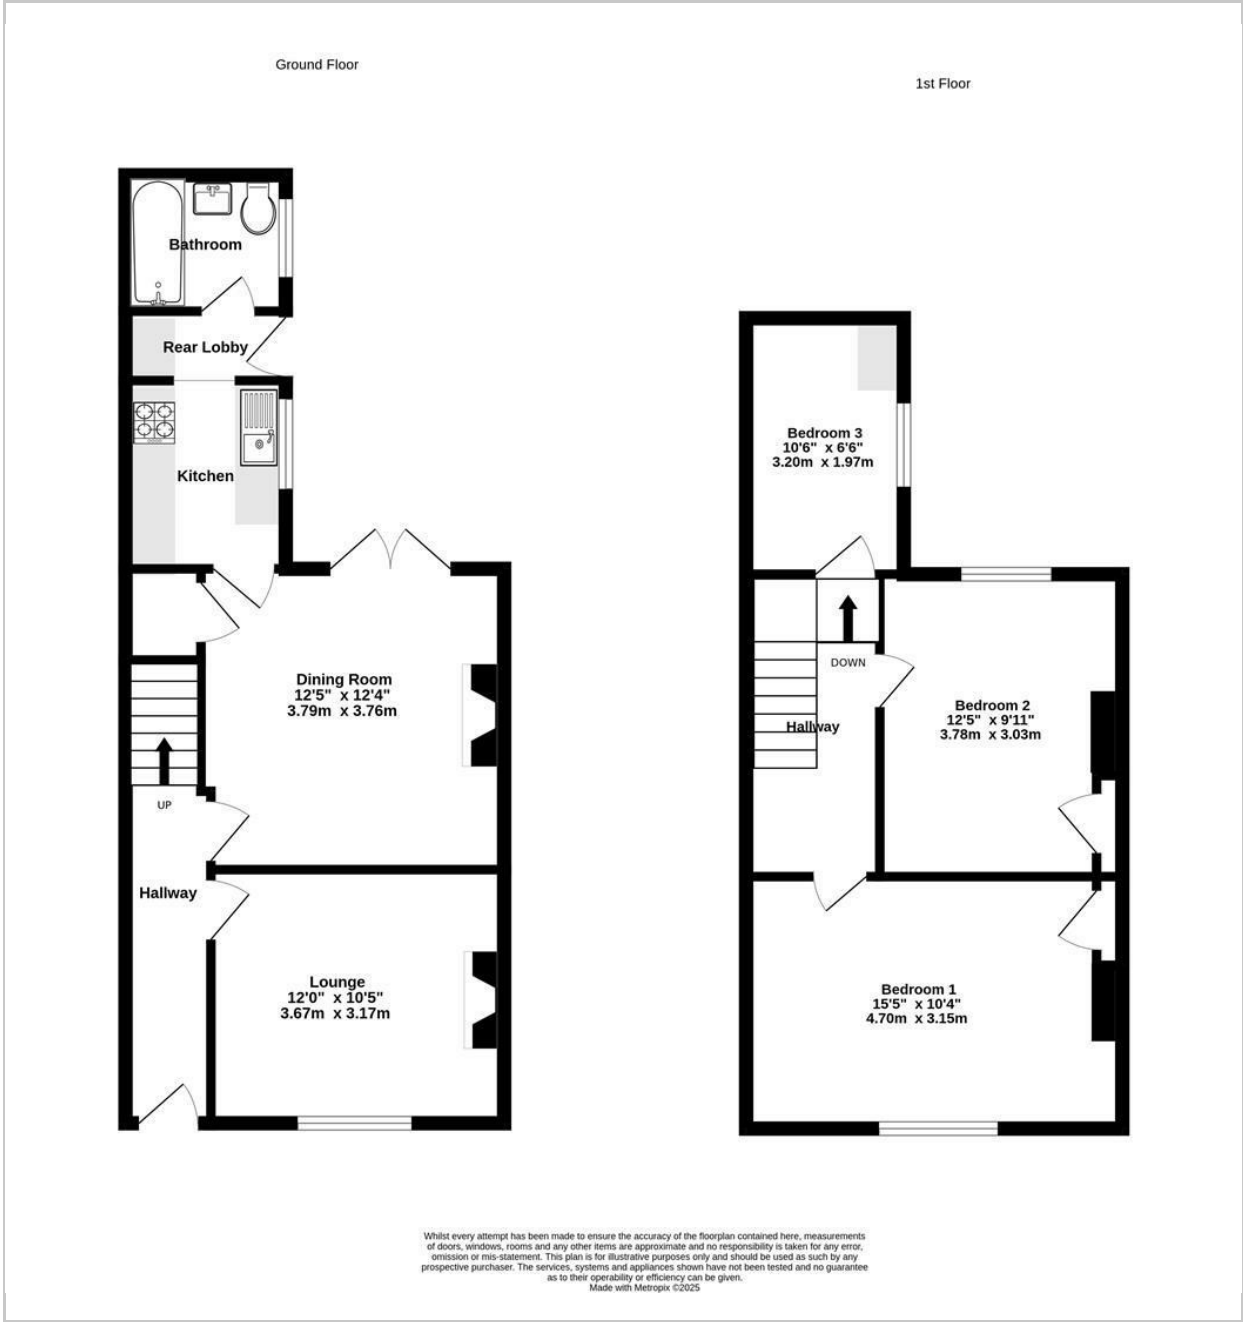 Ground Floor
1st Floor
Bathroom
Rear Lobby
Kitchen
Dining Room
12'5" x 12'4"
3.79m x 3.76m
UP
Hallway
Lounge
12'0" x 10'5"
3.67m x 3.17m
Bedroom 3
10'6" x 6'6"
3.20m x 1.97m
DOWN
Hallway
Bedroom 2
12'5" x 9'11"
3.78m x 3.03m
Bedroom 1
15'5" x 10'4"
4.70m x 3.15m
Whilst every attempt has been made to ensure the accuracy of the floorplan contained here, measurements
of doors, windows, rooms and any other items are approximate and no responsibility is taken for any error,
omission or mis-statement. This plan is for illustrative purposes only and should be used as such by any
prospective purchaser. The services, systems and appliances shown have not been tested and no guarantee
as to their operability or efficiency can be given.
Made with Metropix ©2025